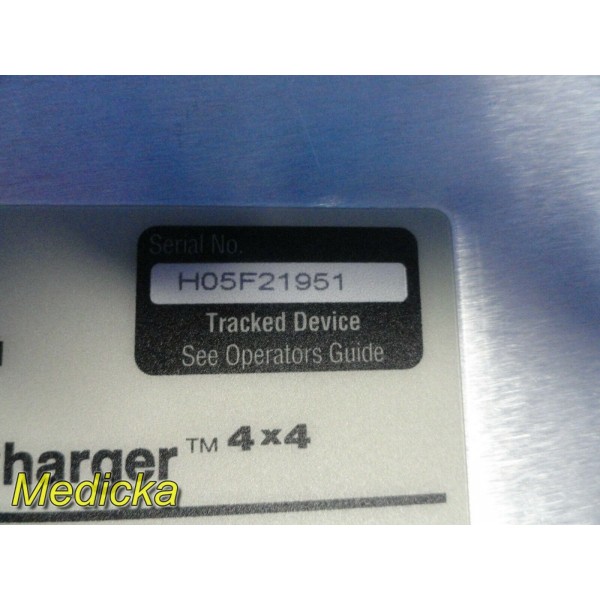 Serial No.
H05F21951
Tracked Device
See Operators Guide
harger™ 4x4
Medicka